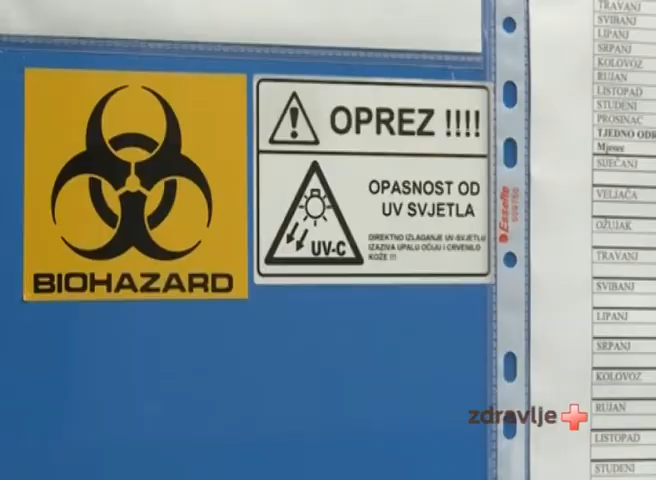 BIOHAZARD
OPREZ !!!!
OPASNOST OD
UV SVJETLA
UV-C
DIREKTNO IZLAGANJE UV-SVJETLU
IZAZIVA UPALU OČIJU I CRVENILO
KOŽE !!!
Esselte
TRAVANJ
SVIBANJ
LIPANJ
SRPANJ
KOLOVOZ
RUJAN
LISTOPAD
STUDENI
PROSINAC
TJEDNO ODR
Mjesec
SIJEČANJ
VELJAČA
OŽUJAK
TRAVANJ
SVIBANJ
LIPANJ
SRPANJ
KOLOVOZ
RUJAN
LISTOPAD
STUDENI
zdravlje